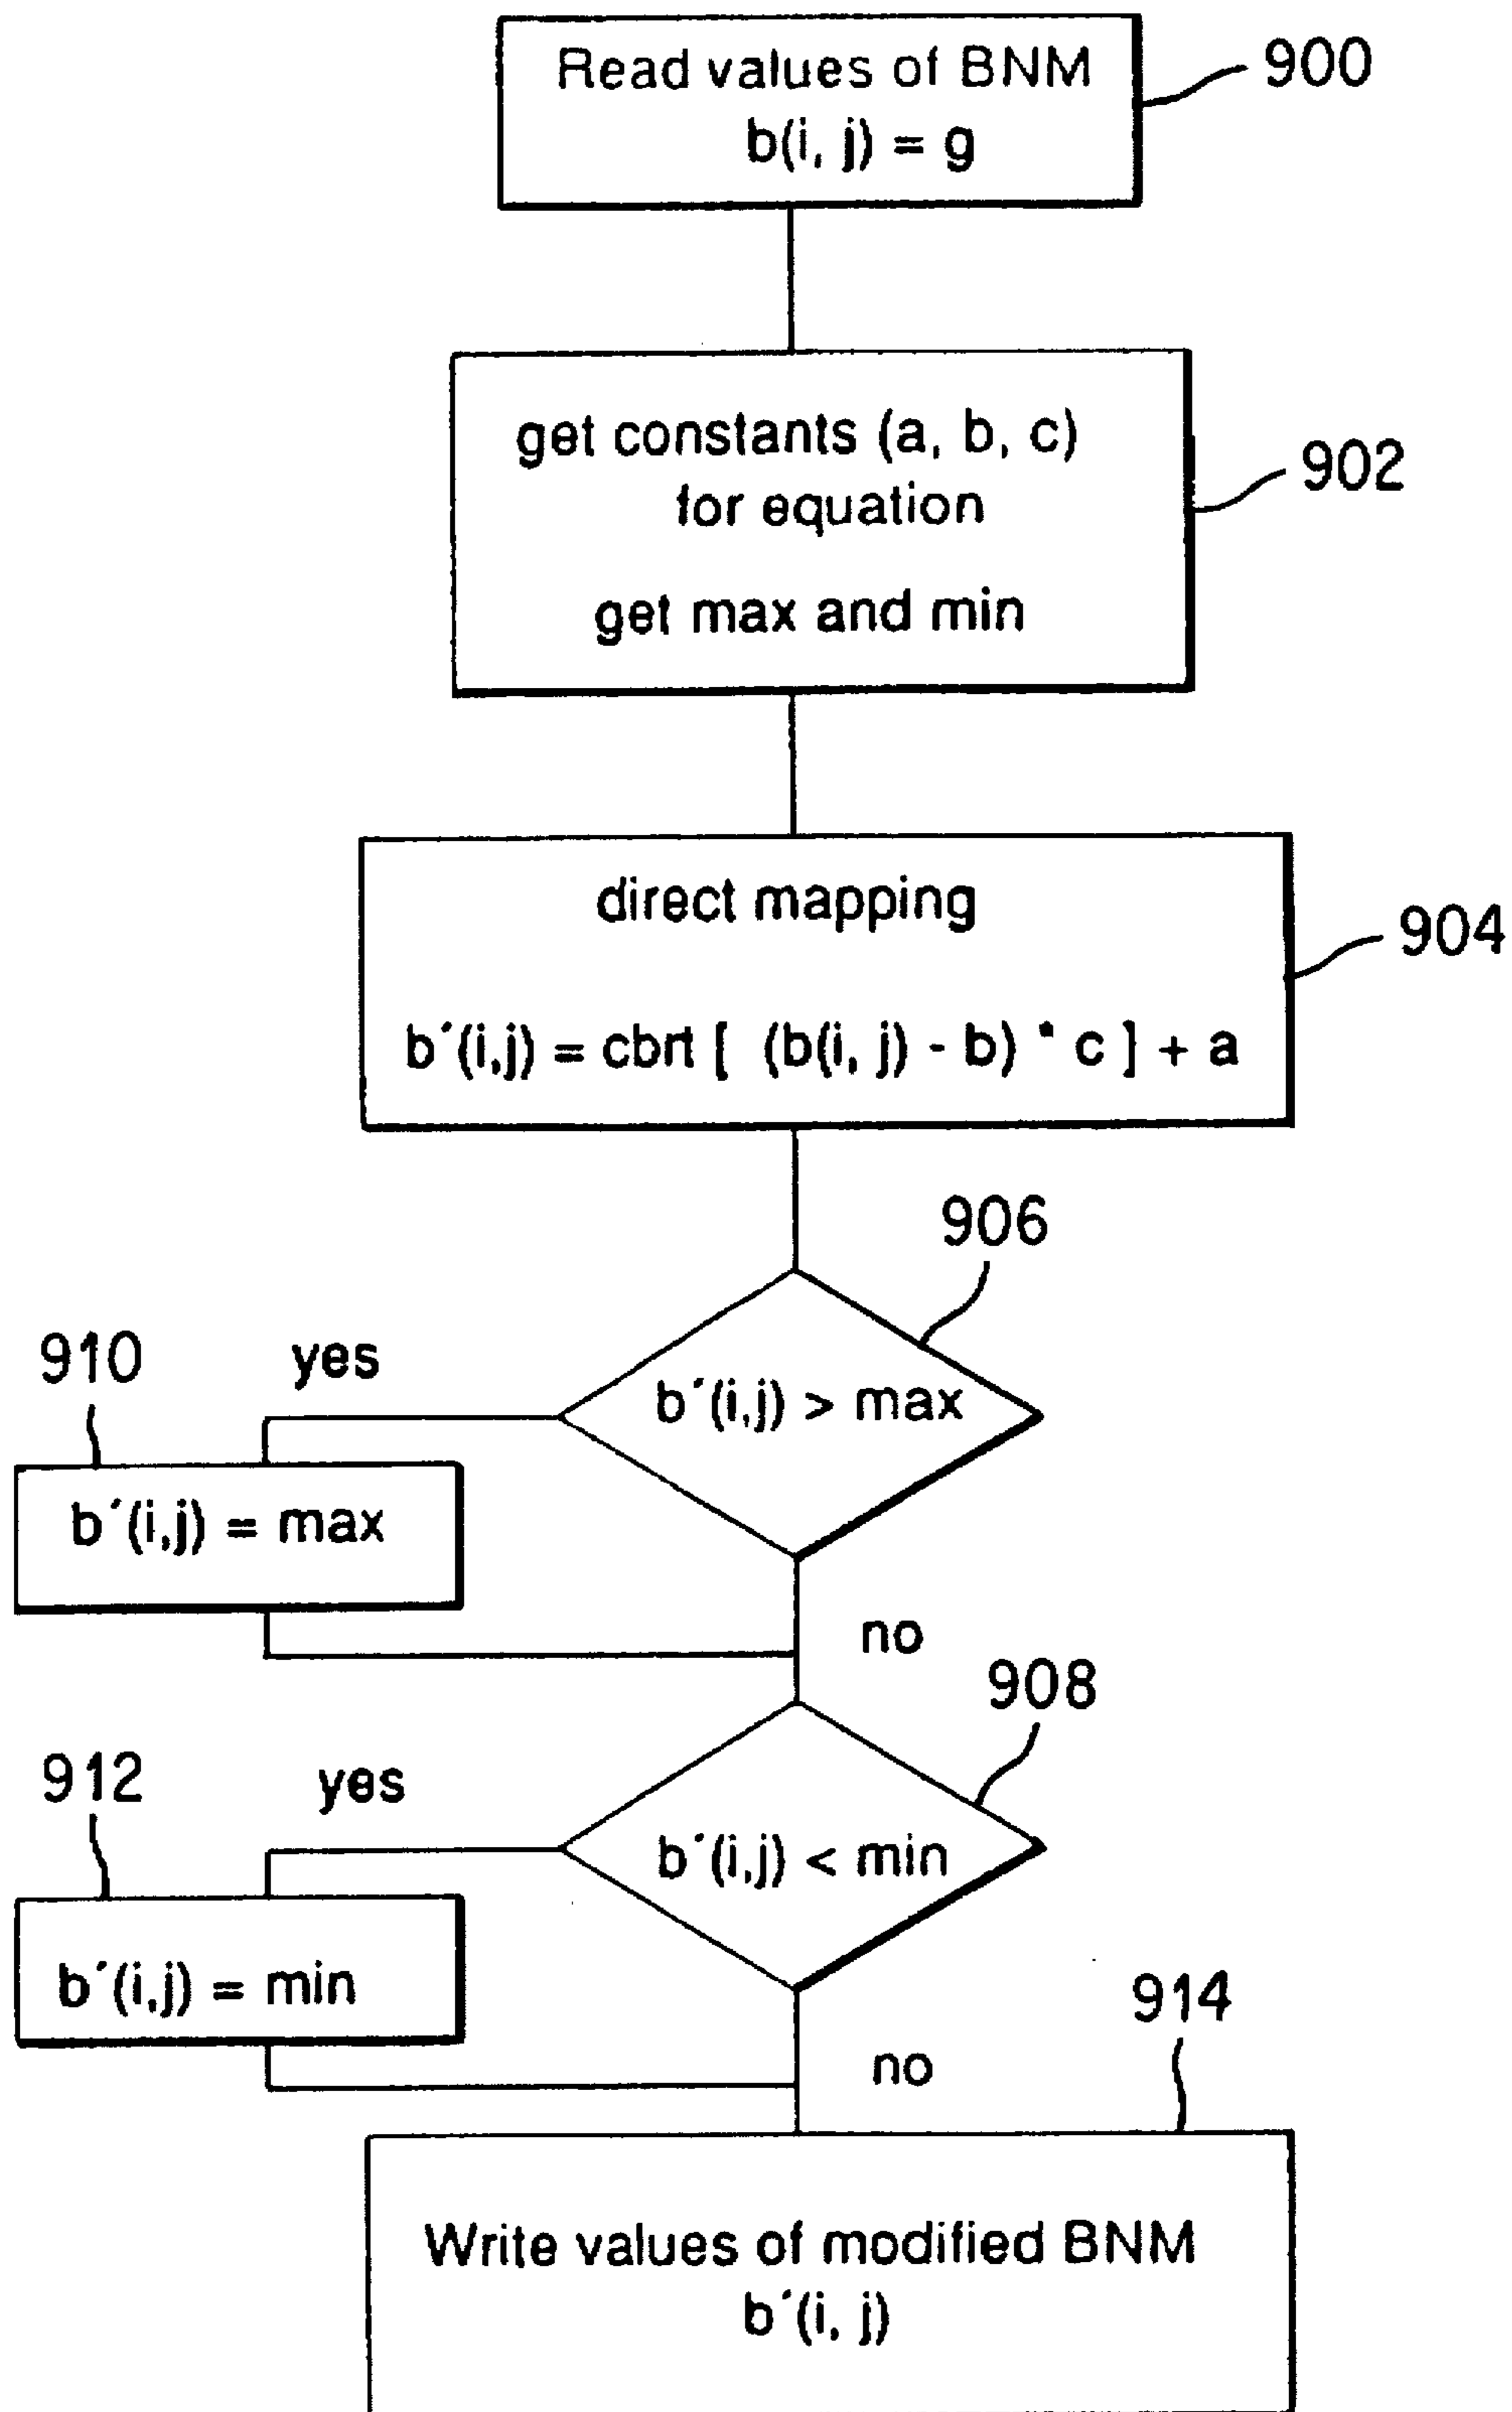 Read values of BNM
b(i, j) = g
900
get constants (a, b, c)
for equation
get max and min
902
direct mapping
b´(i,j) = cbrt [ (b(i, j) - b) * c ] + a
904
906
b´(i,j) > max
yes
910
b´(i,j) = max
no
908
b´(i,j) < min
yes
912
b´(i,j) = min
no
914
Write values of modified BNM
b´(i, j)